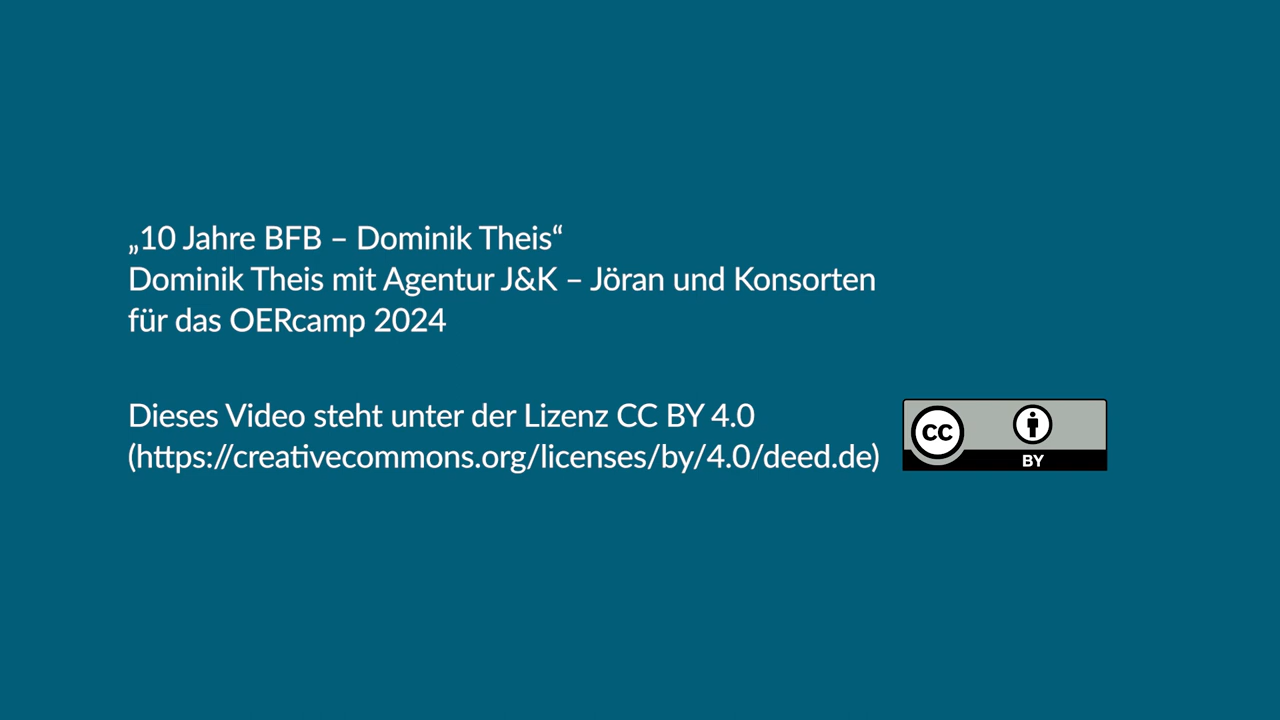 „10 Jahre BFB – Dominik Theis“
Dominik Theis mit Agentur J&K – Jöran und Konsorten
für das OERcamp 2024
Dieses Video steht unter der Lizenz CC BY 4.0
(https://creativecommons.org/licenses/by/4.0/deed.de)
CC
BY